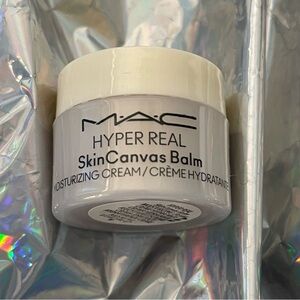 MAC
HYPER REAL
SkinCanvas Balm
MOISTURIZING CREAM/CRÈME HYDRATANTE